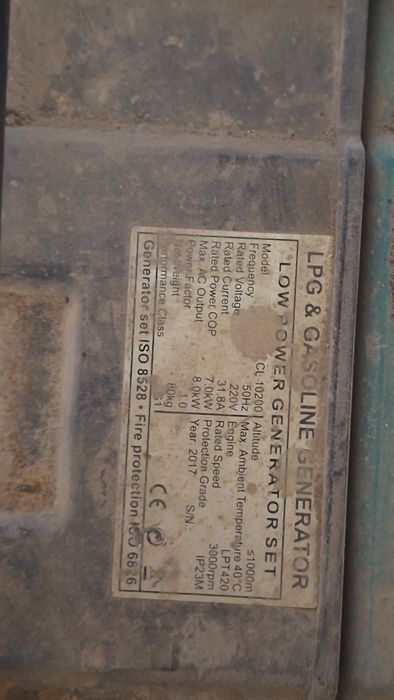 LPG & GASOLINE GENERATOR
LOW POWER GENERATOR SET
Model CL 10200 Altitude ≤1000m
Frequency 50Hz Max. Ambient Temperature 40°C
Rated Voltage 220V Engine LPT420
Rated Current 31.8A Rated Speed 3000rpm
Rated Power COP 7.0kW Protection Grade IP23M
Max. AC Output 8.0kW Year: 2017 S/N.:
Power Factor 1.0
Net Weight 80kg
Performance Class G1 CE
Generator set ISO 8528 • Fire protection ISO 6826